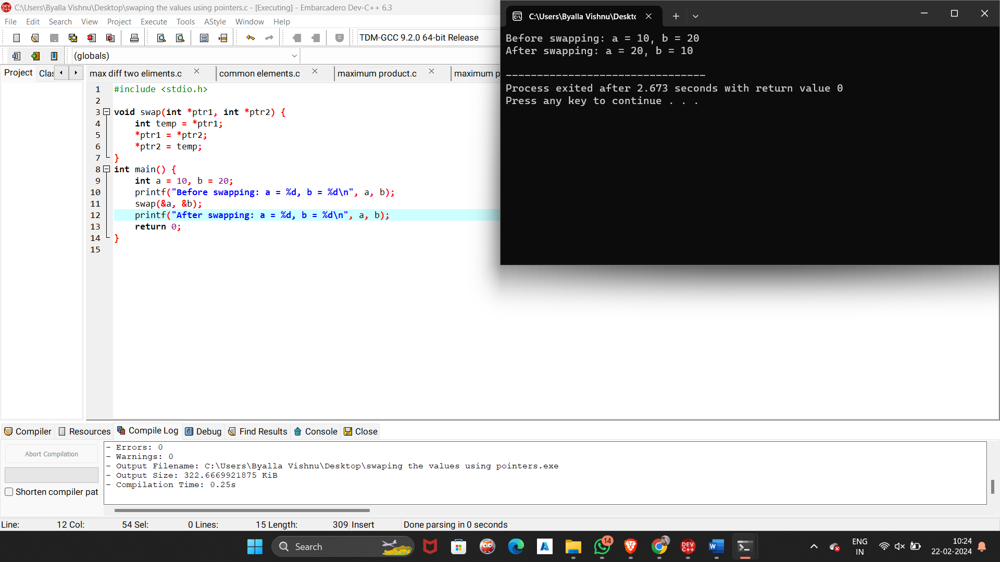 C:\Users\Byalla Vishnu\Desktop\swaping the values using pointers.c - [Executing] - Embarcadero Dev-C++ 6.3
File Edit Search View Project Execute Tools AStyle Window Help
TDM-GCC 9.2.0 64-bit Release
(globals)
Project Clas max diff two eliments.c common elements.c maximum product.c maximum p
1 #include <stdio.h>
2
3 void swap(int *ptr1, int *ptr2) {
4     int temp = *ptr1;
5     *ptr1 = *ptr2;
6     *ptr2 = temp;
7 }
8 int main() {
9     int a = 10, b = 20;
10     printf("Before swapping: a = %d, b = %d\n", a, b);
11     swap(&a, &b);
12     printf("After swapping: a = %d, b = %d\n", a, b);
13     return 0;
14 }
15
C:\Users\Byalla Vishnu\Deskto
Before swapping: a = 10, b = 20
After swapping: a = 20, b = 10
--------------------------------
Process exited after 2.673 seconds with return value 0
Press any key to continue . . .
Compiler Resources Compile Log Debug Find Results Console Close
Abort Compilation
Shorten compiler pat
- Errors: 0
- Warnings: 0
- Output Filename: C:\Users\Byalla Vishnu\Desktop\swaping the values using pointers.exe
- Output Size: 322.6669921875 KiB
- Compilation Time: 0.25s
Line: 12 Col: 54 Sel: 0 Lines: 15 Length: 309 Insert Done parsing in 0 seconds
Search
14
DEV C++
ENG
IN
10:24
22-02-2024